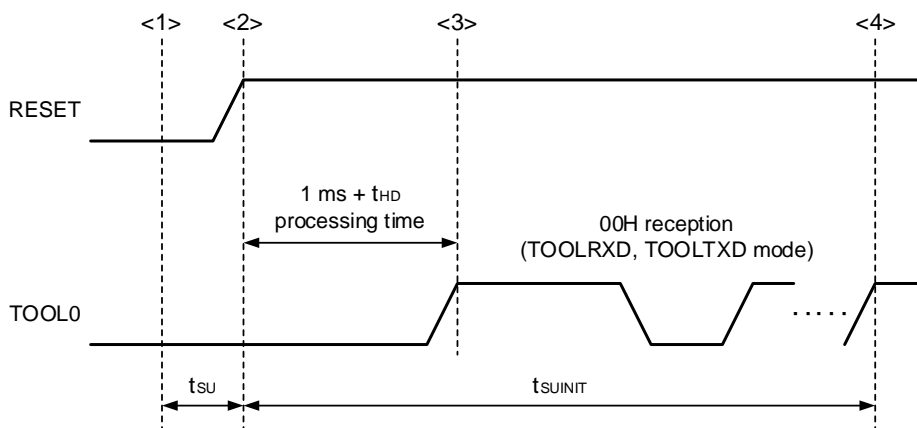 <1> <2> <3> <4>
RESET
1 ms + tHD
processing time
00H reception
(TOOLRXD, TOOLTXD mode)
TOOL0
tSU
tSUINIT